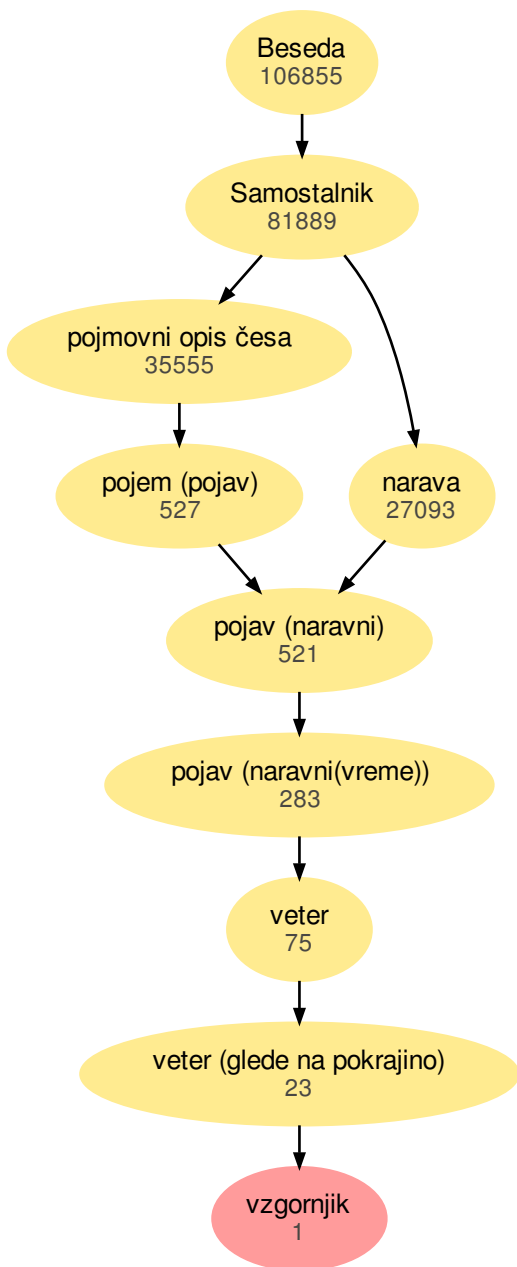 Beseda
106855
Samostalnik
81889
pojmovni opis česa
35555
pojem (pojav)
527
narava
27093
pojav (naravni)
521
pojav (naravni(vreme))
283
veter
75
veter (glede na pokrajino)
23
vzgornjik
1